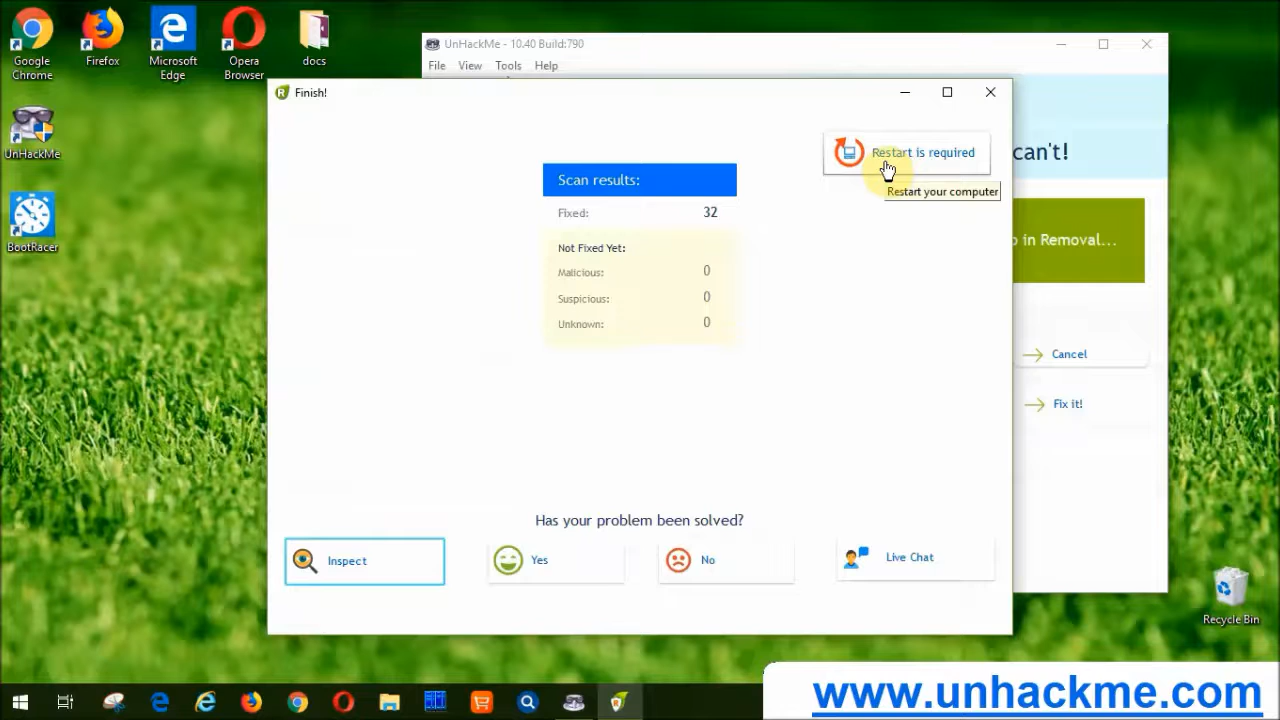 Google Chrome
Firefox
Microsoft Edge
Opera Browser
docs
UnHackMe
BootRacer
UnHackMe - 10.40 Build:790
File View Tools Help
can't!
p in Removal...
Cancel
Fix it!
Finish!
Restart is required
Restart your computer
Scan results:
Fixed: 32
Not Fixed Yet:
Malicious: 0
Suspicious: 0
Unknown: 0
Has your problem been solved?
Inspect
Yes
No
Live Chat
Recycle Bin
www.unhackme.com